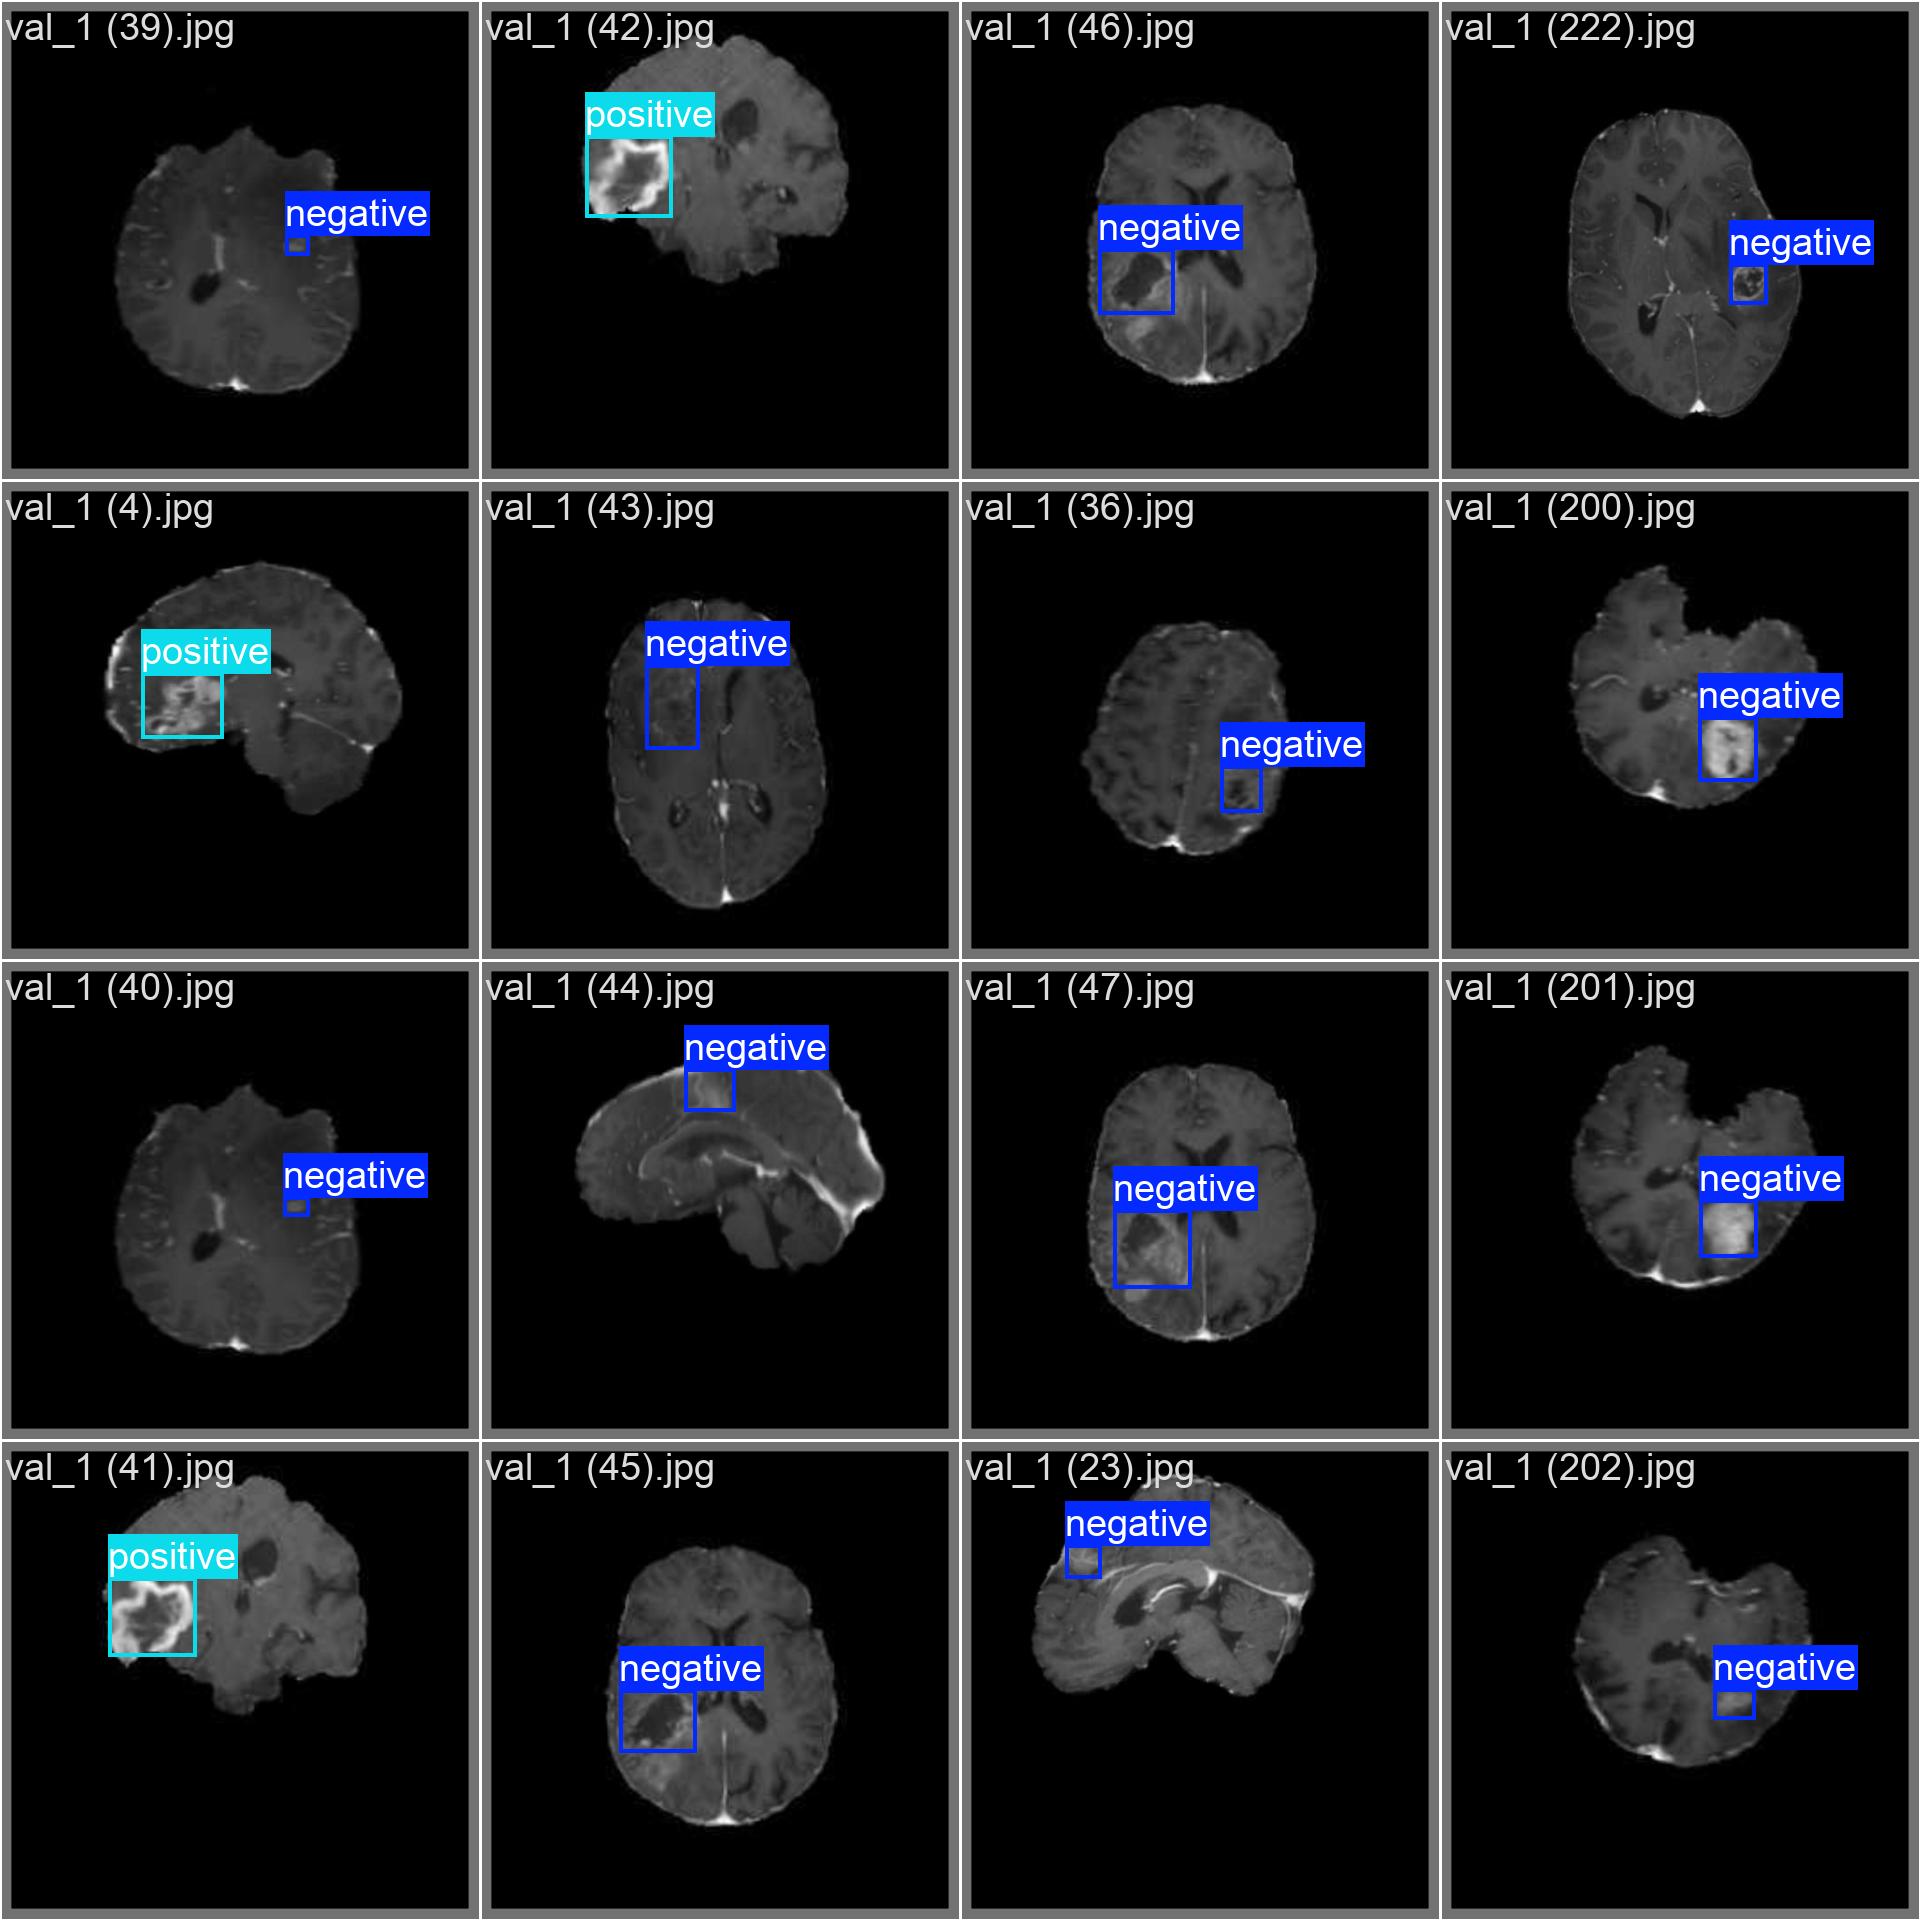 val_1 (39).jpg
negative
val_1 (42).jpg
positive
val_1 (46).jpg
negative
val_1 (222).jpg
negative
val_1 (4).jpg
positive
val_1 (43).jpg
negative
val_1 (36).jpg
negative
val_1 (200).jpg
negative
val_1 (40).jpg
negative
val_1 (44).jpg
negative
val_1 (47).jpg
negative
val_1 (201).jpg
negative
val_1 (41).jpg
positive
val_1 (45).jpg
negative
val_1 (23).jpg
negative
val_1 (202).jpg
negative